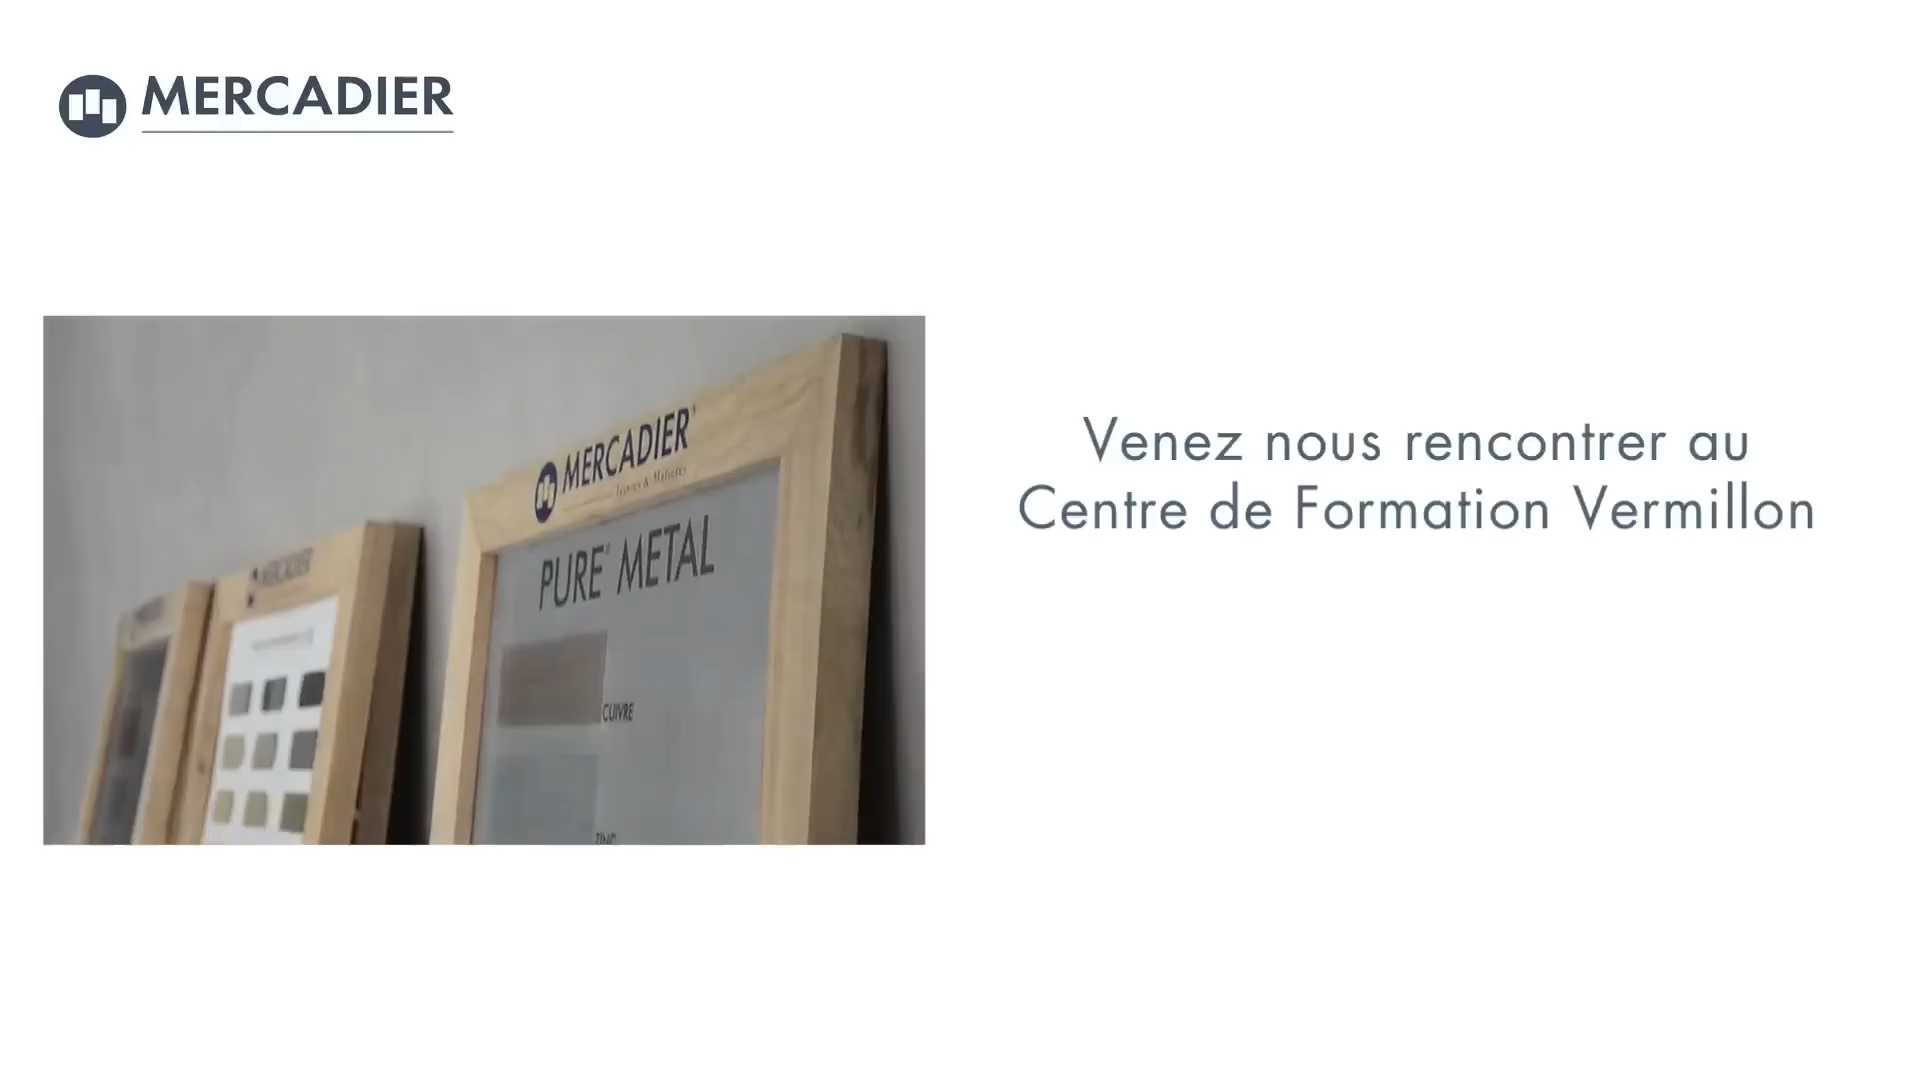 MERCADIER
MERCADIER
MERCADIER
PURE® METAL
CUIVRE
Venez nous rencontrer au
Centre de Formation Vermillon